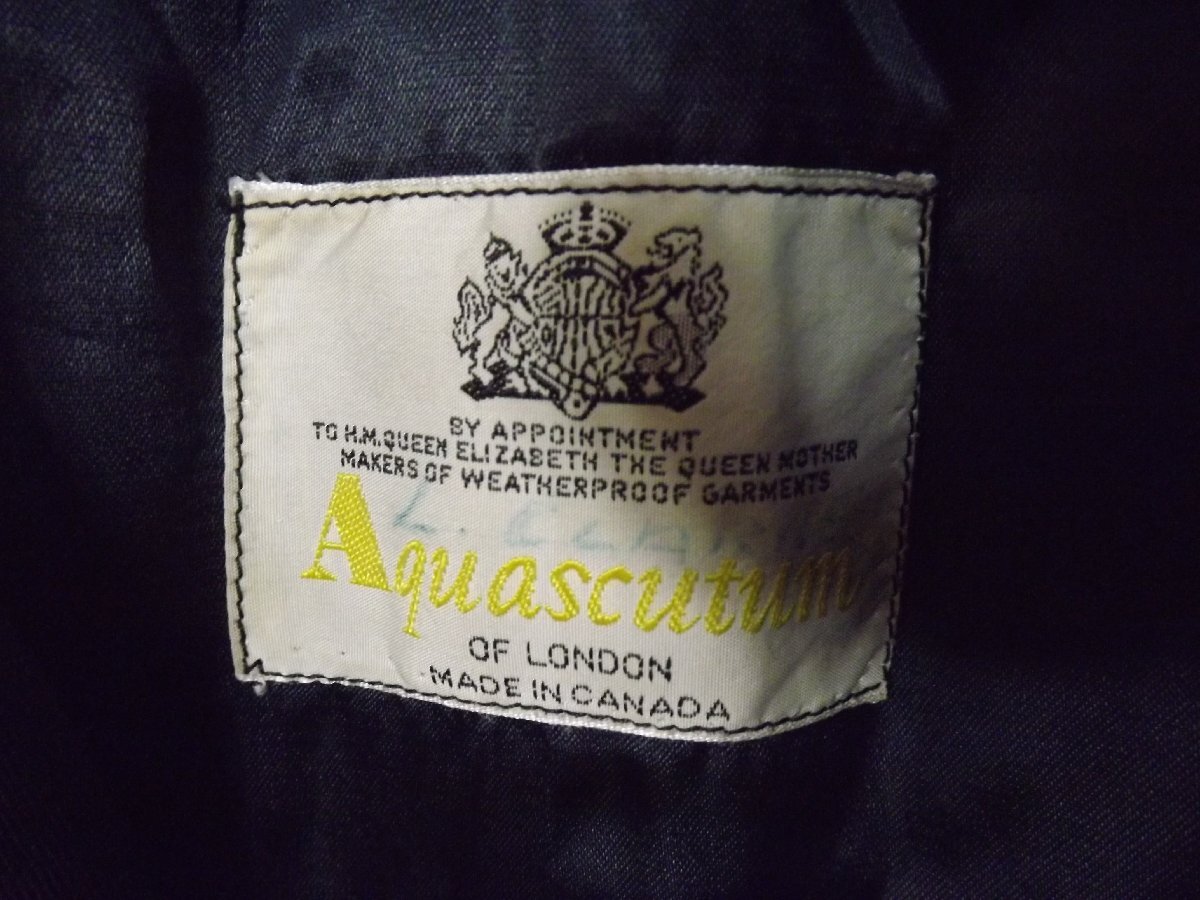 BY APPOINTMENT
TO H.M. QUEEN ELIZABETH THE QUEEN MOTHER
MAKERS OF WEATHERPROOF GARMENTS
L.
Aquascutum
OF LONDON
MADE IN CANADA